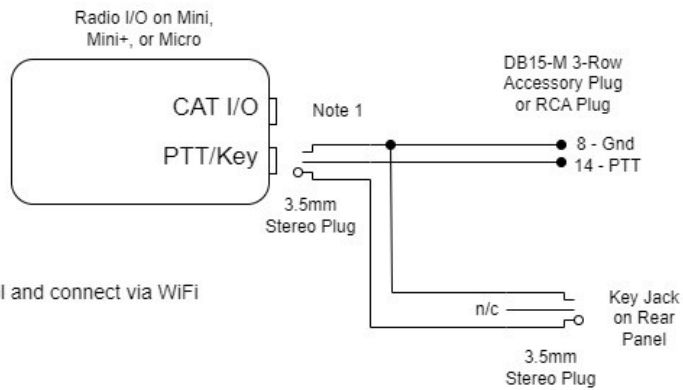 Radio I/O on Mini,
Mini+, or Micro
CAT I/O
PTT/Key
Note 1
DB15-M 3-Row
Accessory Plug
or RCA Plug
8 - Gnd
14 - PTT
3.5mm
Stereo Plug
l and connect via WiFi
n/c
Key Jack
on Rear
Panel
3.5mm
Stereo Plug